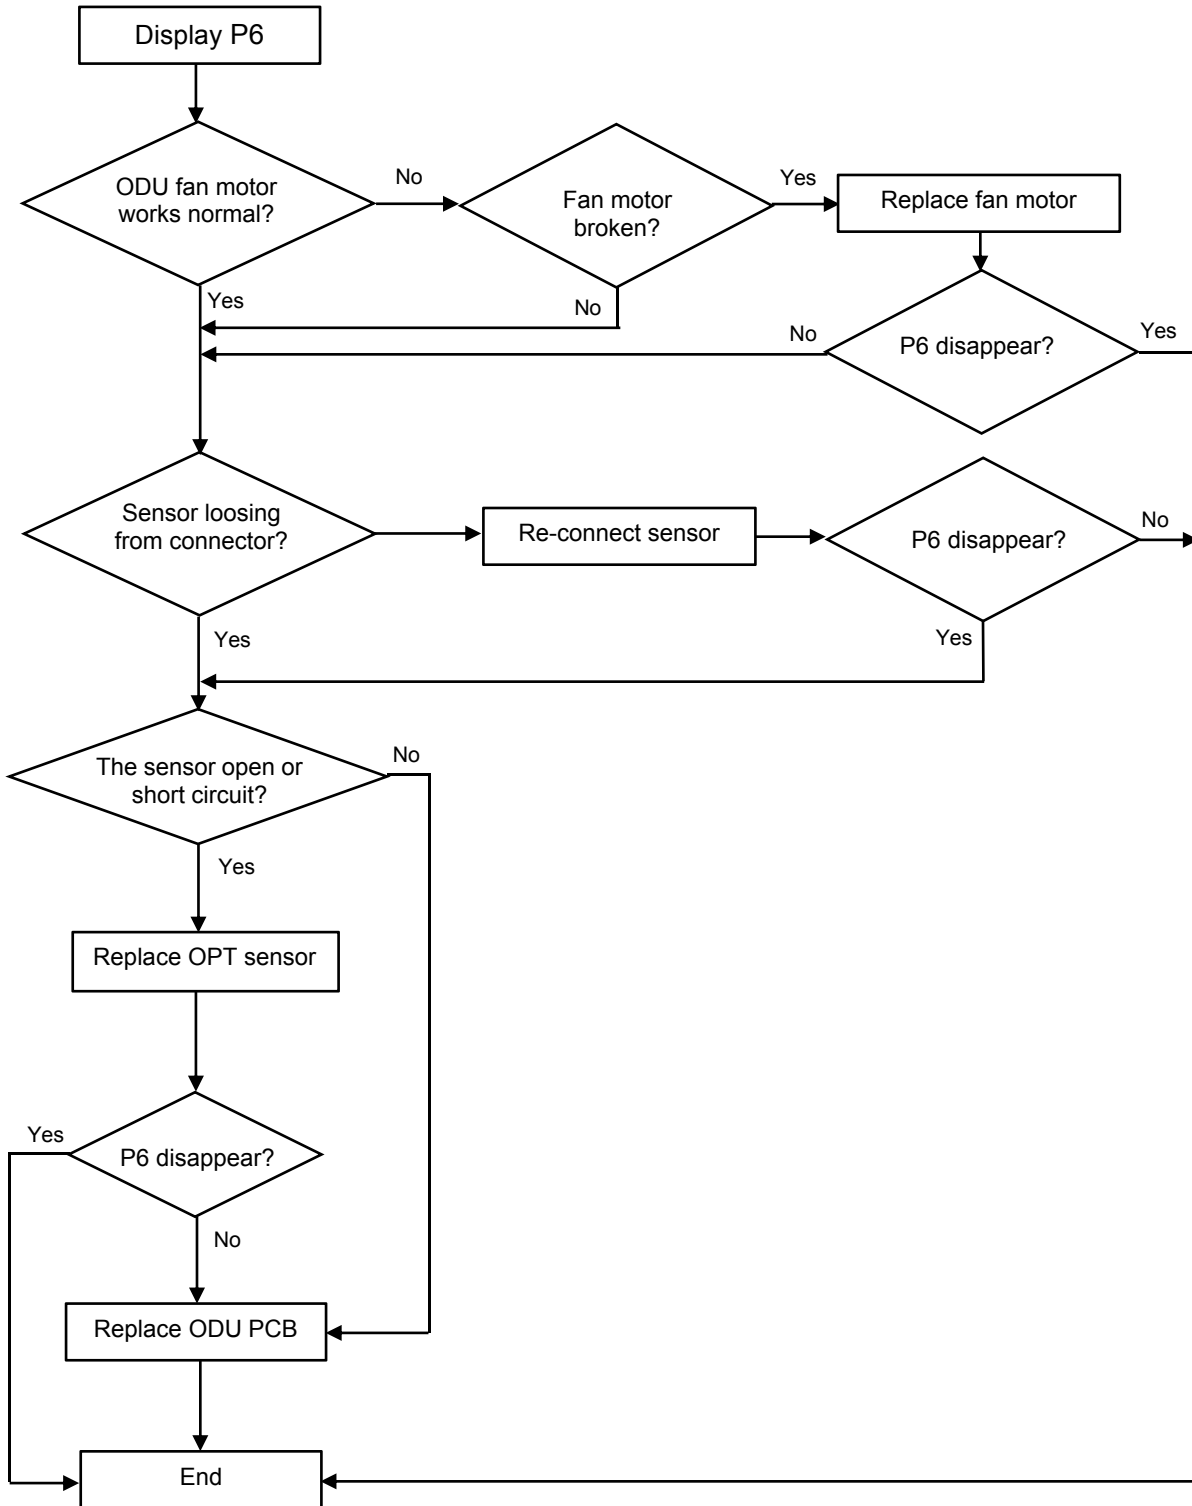 Display P6
ODU fan motor
works normal?
No
Fan motor
broken?
Yes
Replace fan motor
Yes
No
No
P6 disappear?
Yes
Sensor loosing
from connector?
Re-connect sensor
P6 disappear?
No
Yes
Yes
The sensor open or
short circuit?
No
Yes
Replace OPT sensor
Yes
P6 disappear?
No
Replace ODU PCB
End